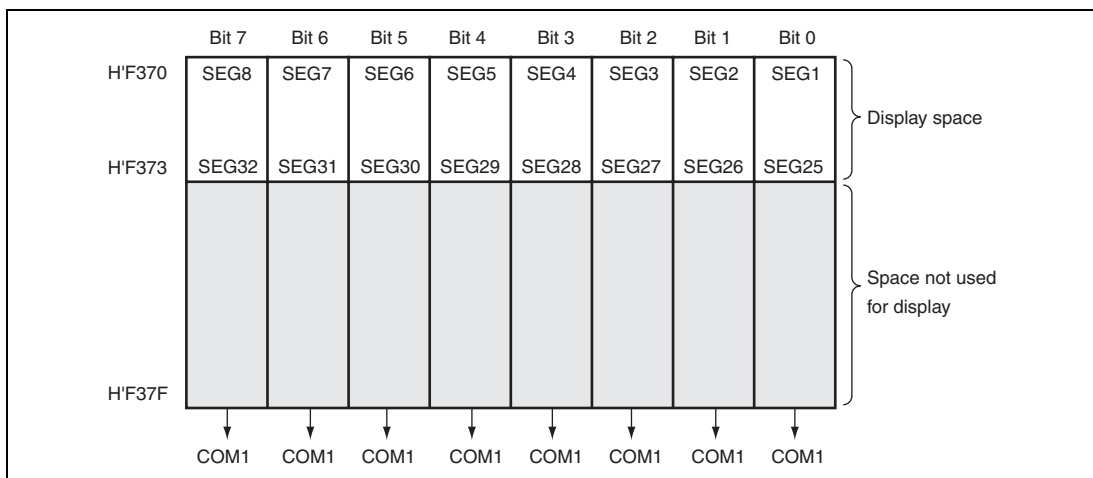 Bit 7 Bit 6 Bit 5 Bit 4 Bit 3 Bit 2 Bit 1 Bit 0
H'F370 SEG8 SEG7 SEG6 SEG5 SEG4 SEG3 SEG2 SEG1
Display space
H'F373 SEG32 SEG31 SEG30 SEG29 SEG28 SEG27 SEG26 SEG25
Space not used
for display
H'F37F
COM1 COM1 COM1 COM1 COM1 COM1 COM1 COM1